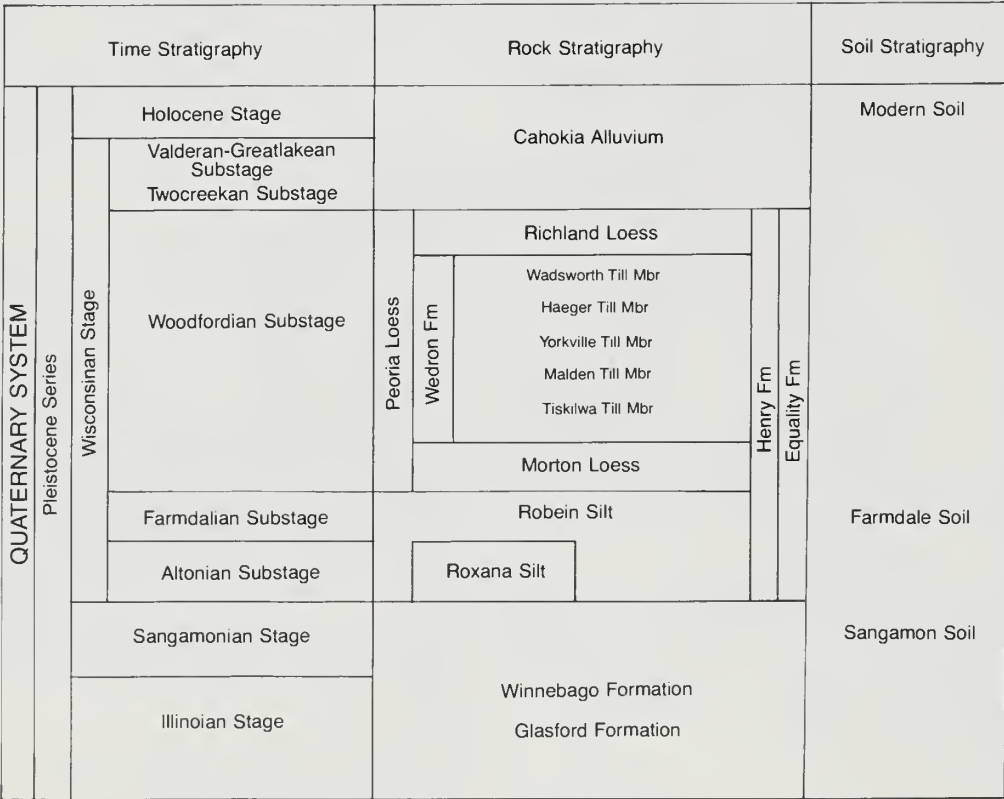 Time Stratigraphy
Rock Stratigraphy
Soil Stratigraphy
QUATERNARY SYSTEM
Pleistocene Series
Holocene Stage
Wisconsinan Stage
Valderan-Greatlakean
Substage
Twocreekan Substage
Woodfordian Substage
Farmdalian Substage
Altonian Substage
Sangamonian Stage
Illinoian Stage
Cahokia Alluvium
Peoria Loess
Richland Loess
Wedron Fm
Wadsworth Till Mbr
Haeger Till Mbr
Yorkville Till Mbr
Malden Till Mbr
Tiskilwa Till Mbr
Morton Loess
Henry Fm
Equality Fm
Robein Silt
Roxana Silt
Winnebago Formation
Glasford Formation
Modern Soil
Farmdale Soil
Sangamon Soil